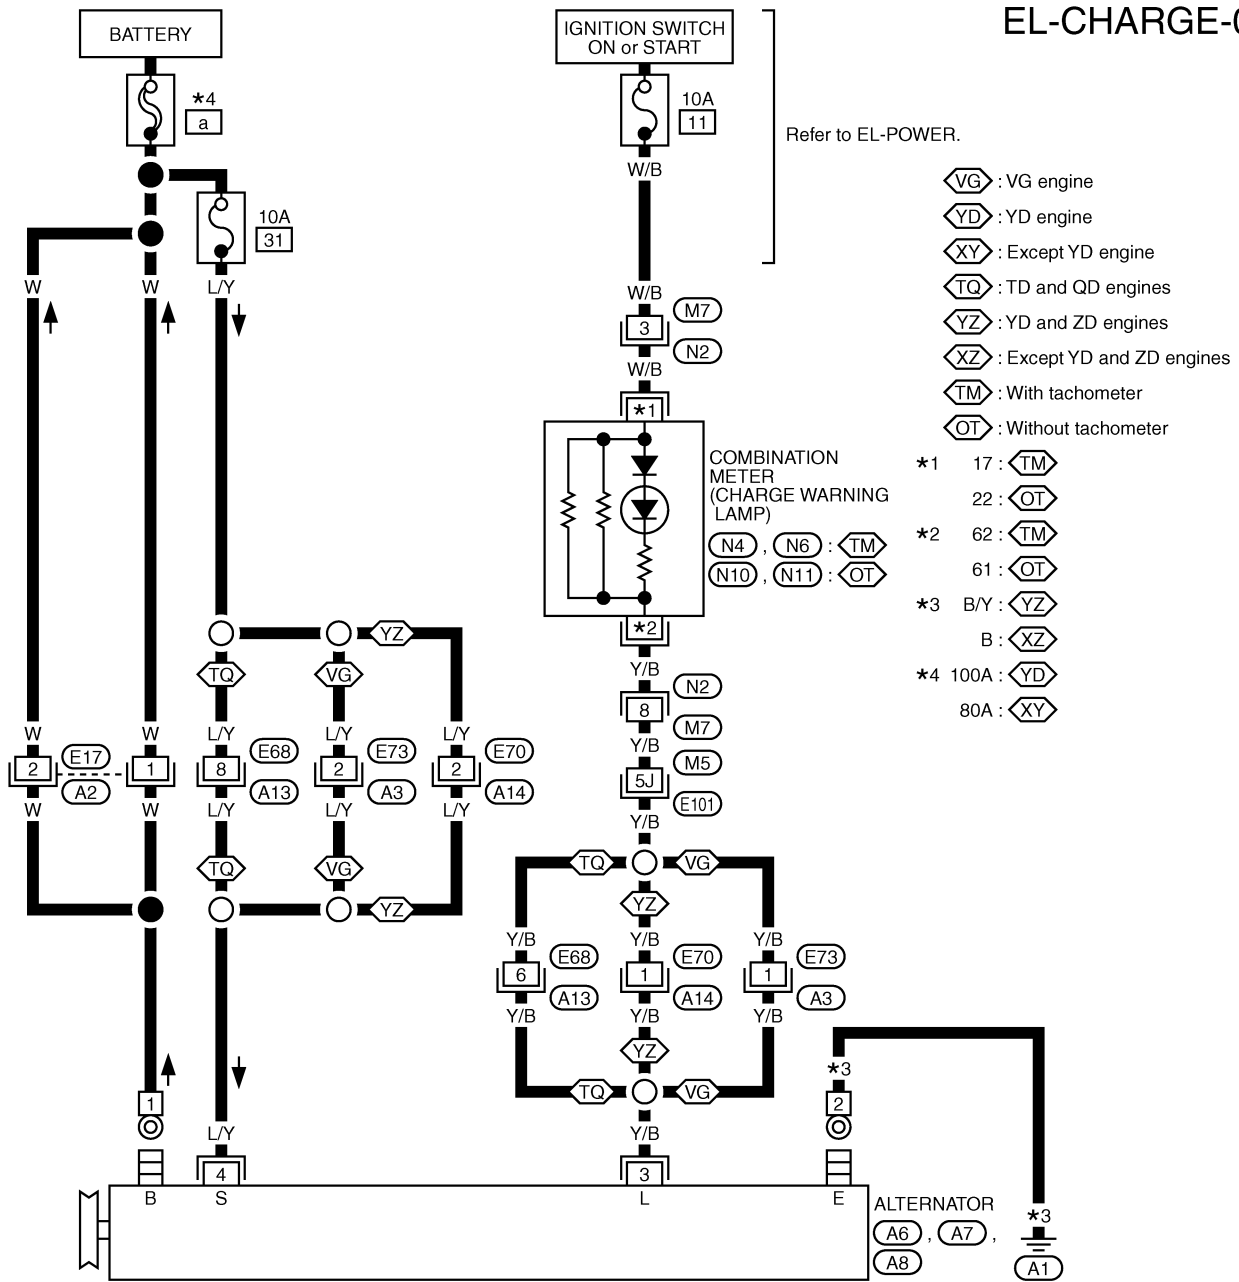 EL-CHARGE-0
BATTERY
IGNITION SWITCH
ON or START
*4
a
10A
11
Refer to EL-POWER.
W/B
10A
31
VG : VG engine
YD : YD engine
XY : Except YD engine
TQ : TD and QD engines
YZ : YD and ZD engines
XZ : Except YD and ZD engines
TM : With tachometer
OT : Without tachometer
*1 17 : TM
22 : OT
*2 62 : TM
61 : OT
*3 B/Y : YZ
B : XZ
*4 100A : YD
80A : XY
W W L/Y
W/B
3
M7
N2
W/B
*1
COMBINATION
METER
(CHARGE WARNING
LAMP)
N4 , N6 : TM
N10 , N11 : OT
*2
YZ
TQ VG
Y/B
8
N2
M7
Y/B
5J
M5
E101
Y/B
W W L/Y L/Y L/Y
2 E17 1 8 E68 2 E73 2 E70
A2 A13 A3 A14
W W L/Y L/Y L/Y
TQ VG
YZ
TQ VG
YZ
Y/B Y/B Y/B
6 E68 1 E70 1 E73
A13 A14 A3
Y/B Y/B Y/B
YZ
TQ VG
*3
1
2
L/Y Y/B
4 3
B S L E
ALTERNATOR
A6 , A7 ,
A8
*3
A1